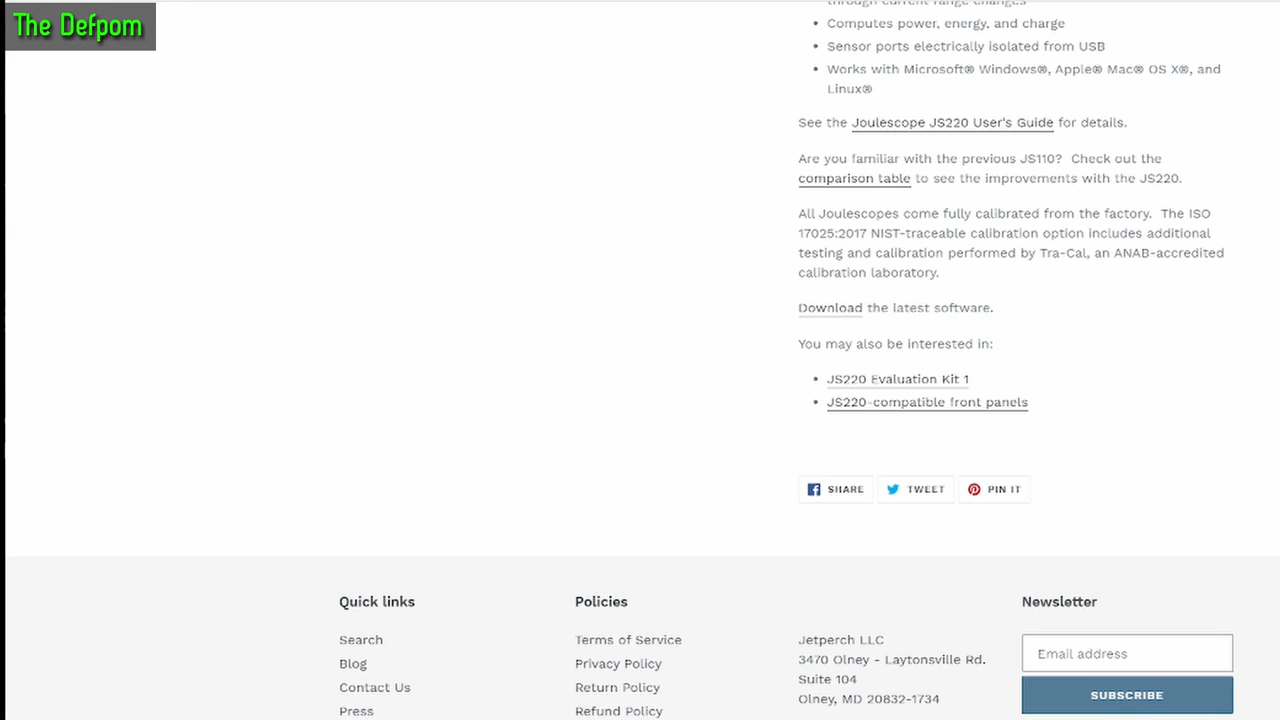 The Defpom
through current range changes
• Computes power, energy, and charge
• Sensor ports electrically isolated from USB
• Works with Microsoft® Windows®, Apple® Mac® OS X®, and
Linux®
See the Joulescope JS220 User's Guide for details.
Are you familiar with the previous JS110? Check out the
comparison table to see the improvements with the JS220.
All Joulescopes come fully calibrated from the factory. The ISO
17025:2017 NIST-traceable calibration option includes additional
testing and calibration performed by Tra-Cal, an ANAB-accredited
calibration laboratory.
Download the latest software.
You may also be interested in:
• JS220 Evaluation Kit 1
• JS220-compatible front panels
SHARE TWEET PIN IT
Quick links
Search
Blog
Contact Us
Press
Policies
Terms of Service
Privacy Policy
Return Policy
Refund Policy
Jetperch LLC
3470 Olney - Laytonsville Rd.
Suite 104
Olney, MD 20832-1734
Newsletter
Email address
SUBSCRIBE